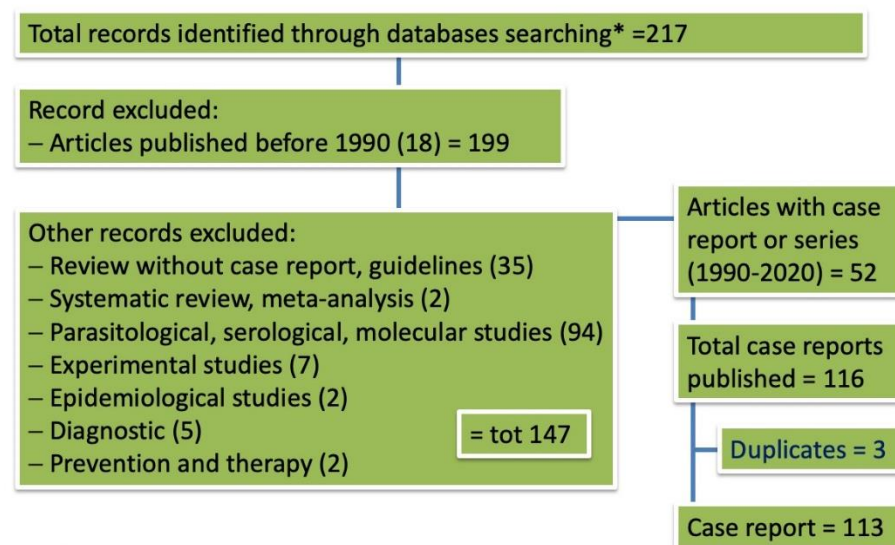 Total records identified through databases searching* =217
Record excluded:
– Articles published before 1990 (18) = 199
Other records excluded:
– Review without case report, guidelines (35)
– Systematic review, meta-analysis (2)
– Parasitological, serological, molecular studies (94)
– Experimental studies (7)
– Epidemiological studies (2)
– Diagnostic (5)
– Prevention and therapy (2)
= tot 147
Articles with case
report or series
(1990-2020) = 52
Total case reports
published = 116
Duplicates = 3
Case report = 113